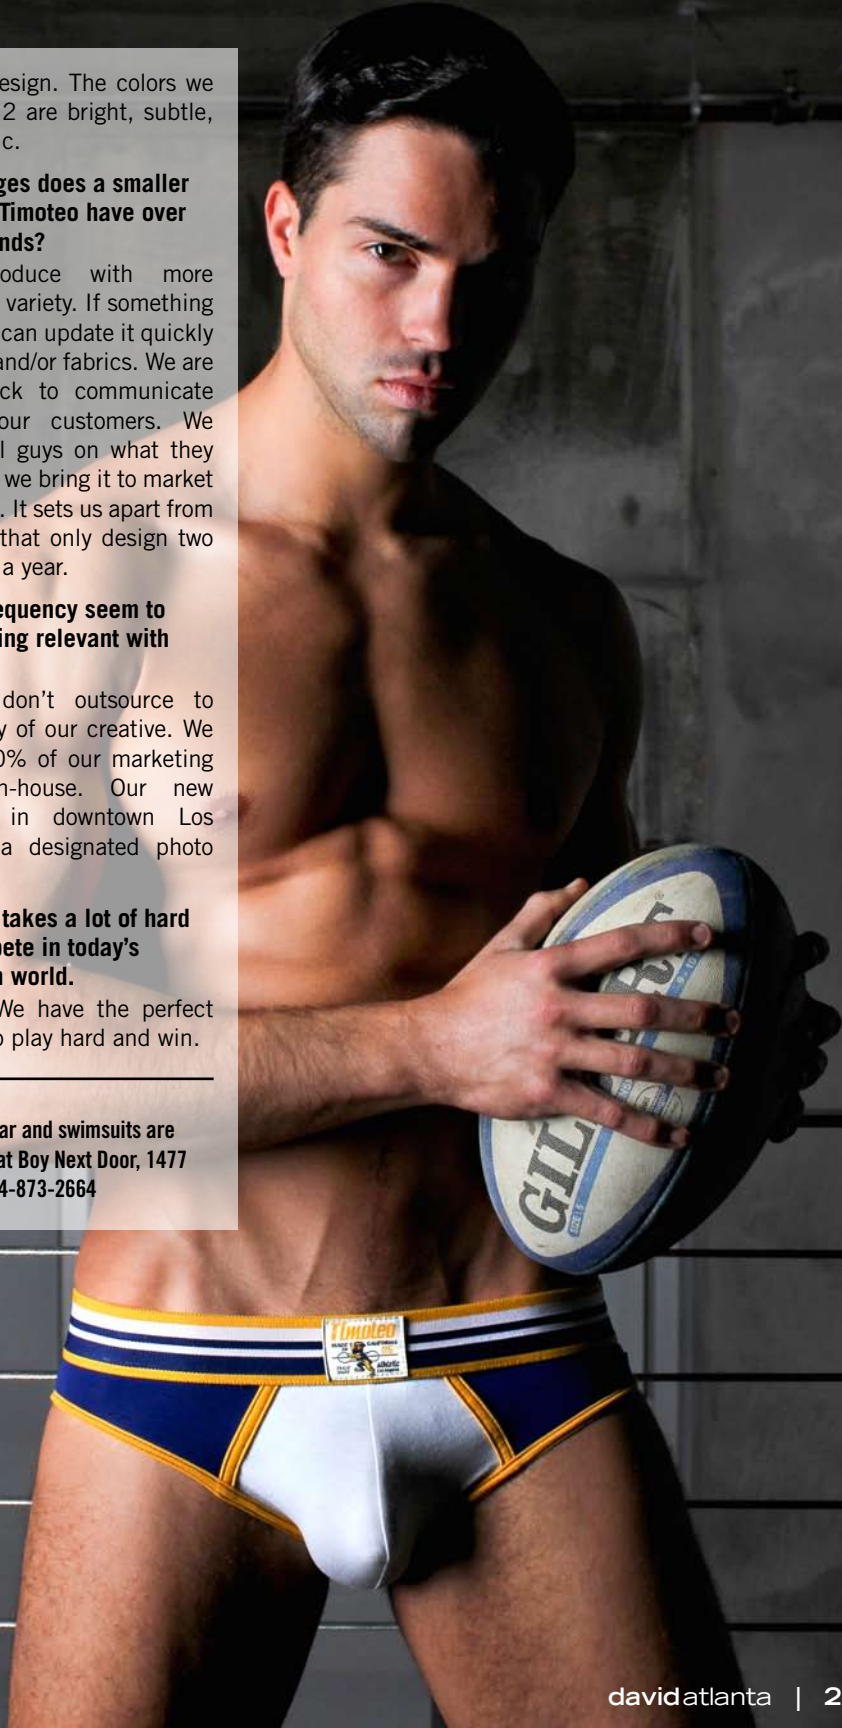 esign. The colors we
2 are bright, subtle,
c.
ges does a smaller
Timoteo have over
nds?
oduce with more
variety. If something
can update it quickly
and/or fabrics. We are
ck to communicate
our customers. We
l guys on what they
we bring it to market
. It sets us apart from
that only design two
a year.
equency seem to
ing relevant with
don't outsource to
y of our creative. We
0% of our marketing
n-house. Our new
in downtown Los
a designated photo
takes a lot of hard
pete in today's
n world.
We have the perfect
o play hard and win.
ar and swimsuits are
at Boy Next Door, 1477
4-873-2664
GIL
SIZE 5
Timoteo
athletic
davidatlanta | 2